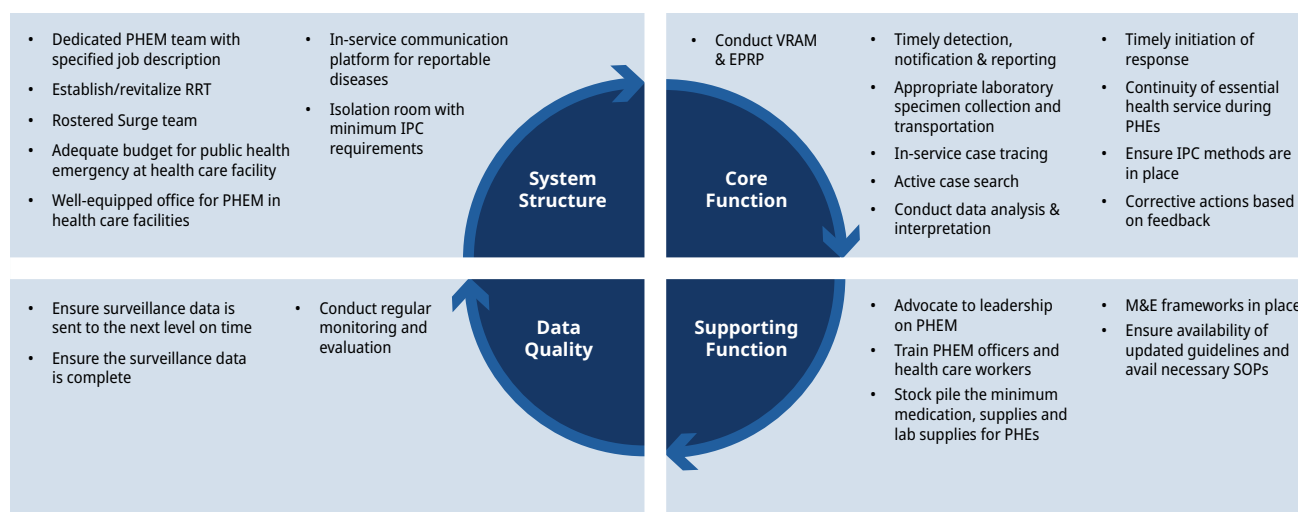 • Dedicated PHEM team with
specified job description
• Establish/revitalize RRT
• Rostered Surge team
• Adequate budget for public health
emergency at health care facility
• Well-equipped office for PHEM in
health care facilities
• In-service communication
platform for reportable
diseases
• Isolation room with
minimum IPC
requirements
System
Structure
• Conduct VRAM
& EPRP
Core
Function
• Timely detection,
notification & reporting
• Appropriate laboratory
specimen collection and
transportation
• In-service case tracing
• Active case search
• Conduct data analysis &
interpretation
• Timely initiation of
response
• Continuity of essential
health service during
PHEs
• Ensure IPC methods are
in place
• Corrective actions based
on feedback
• Ensure surveillance data is
sent to the next level on time
• Ensure the surveillance data
is complete
• Conduct regular
monitoring and
evaluation
Data
Quality
Supporting
Function
• Advocate to leadership
on PHEM
• Train PHEM officers and
health care workers
• Stock pile the minimum
medication, supplies and
lab supplies for PHEs
• M&E frameworks in place
• Ensure availability of
updated guidelines and
avail necessary SOPs